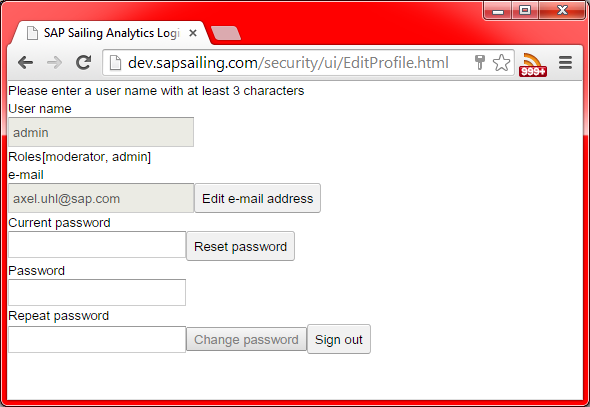 SAP Sailing Analytics Logi
dev.sapsailing.com/security/ui/EditProfile.html
999+
Please enter a user name with at least 3 characters
User name
admin
Roles[moderator, admin]
e-mail
axel.uhl@sap.com Edit e-mail address
Current password
Reset password
Password
Repeat password
Change password Sign out